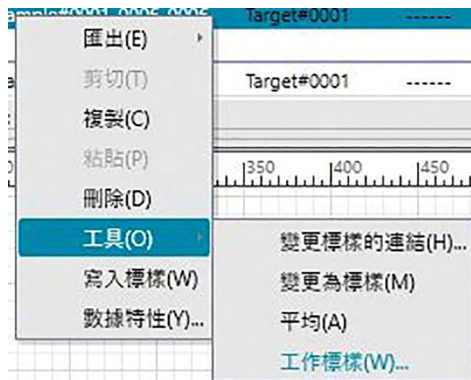 Target#0001 ------
匯出(E)
剪切(T)
Target#0001 ------
複製(C)
粘貼(P)
350 400 450
刪除(D)
工具(O)
變更標樣的連結(H)...
寫入標樣(W)
變更為標樣(M)
數據特性(Y)...
平均(A)
工作標樣(W)...